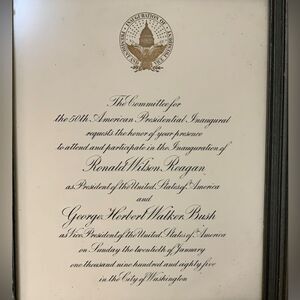 INAUGURATION OF
The Committee for
the 50th American Presidential Inaugural
requests the honor of your presence
to attend and participate in the Inauguration of
Ronald Wilson Reagan
as President of the United States of America
and
George Herbert Walker Bush
as Vice President of the United States of America
on Sunday the twentieth of January
one thousand nine hundred and eighty five
in the City of Washington